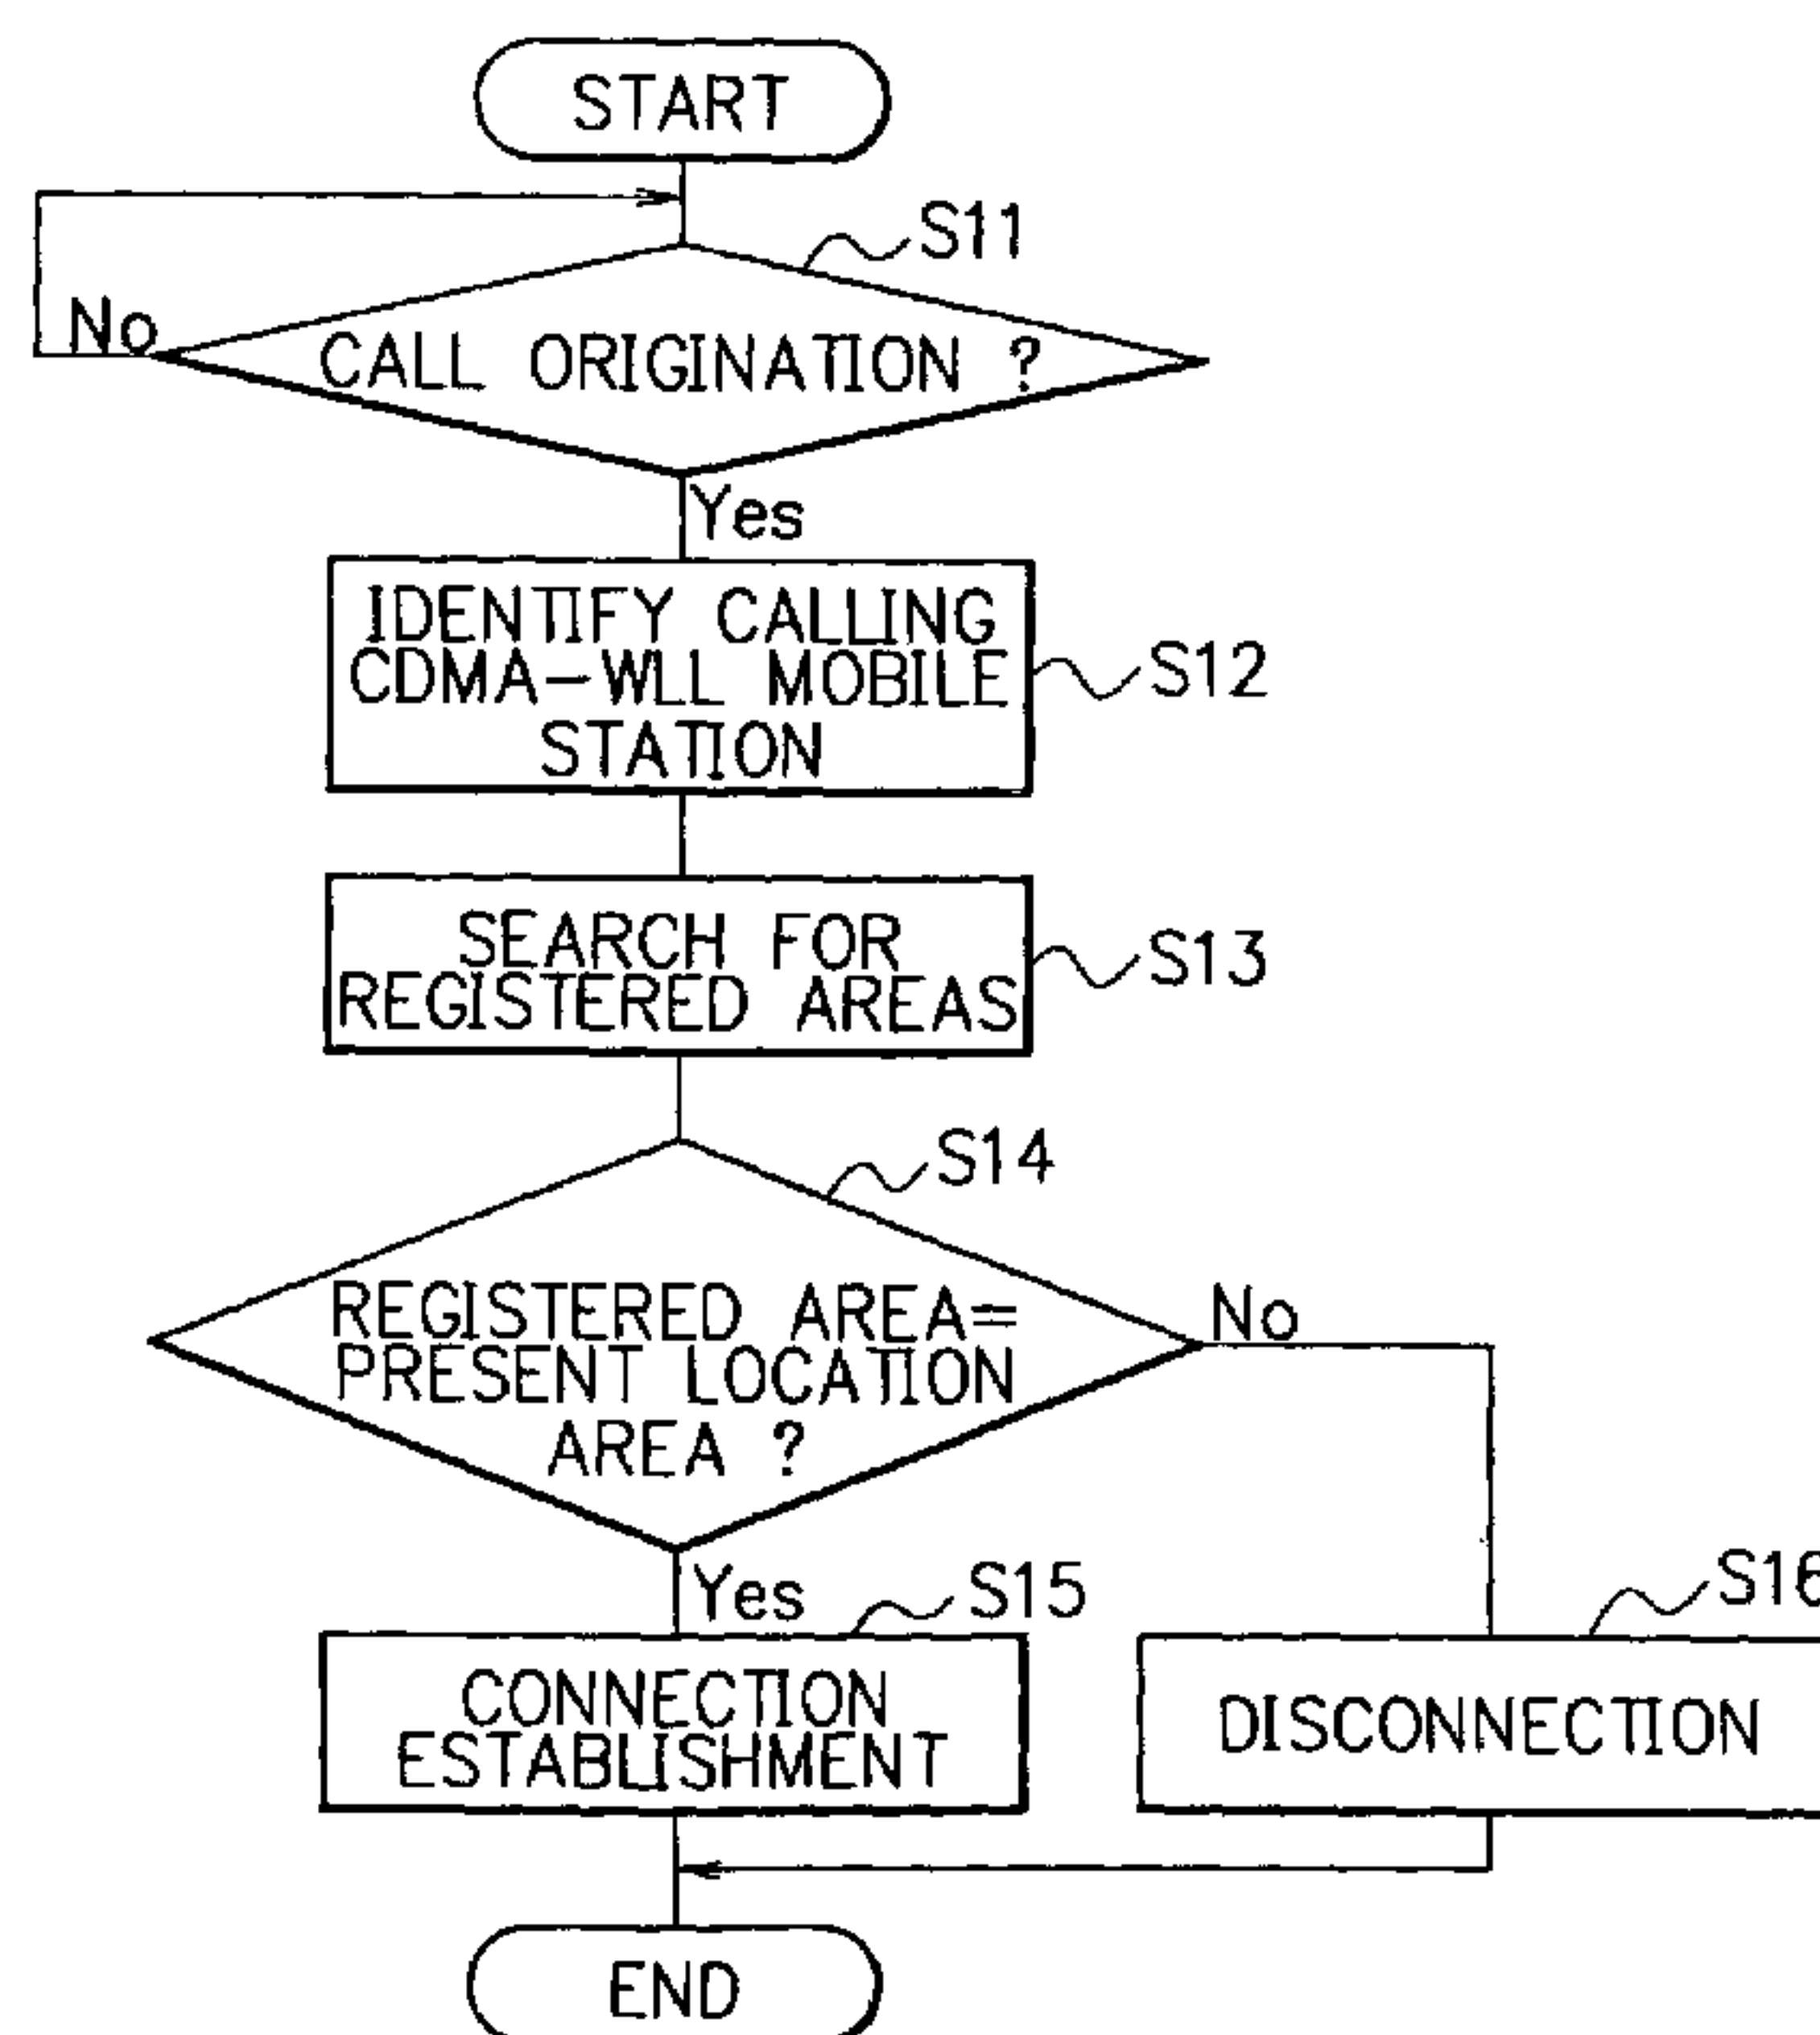 START
S11
No
CALL ORIGINATION ?
Yes
IDENTIFY CALLING
CDMA-WLL MOBILE
STATION
S12
SEARCH FOR
REGISTERED AREAS
S13
S14
REGISTERED AREA=
PRESENT LOCATION
AREA ?
No
Yes
S15
CONNECTION
ESTABLISHMENT
S16
DISCONNECTION
END